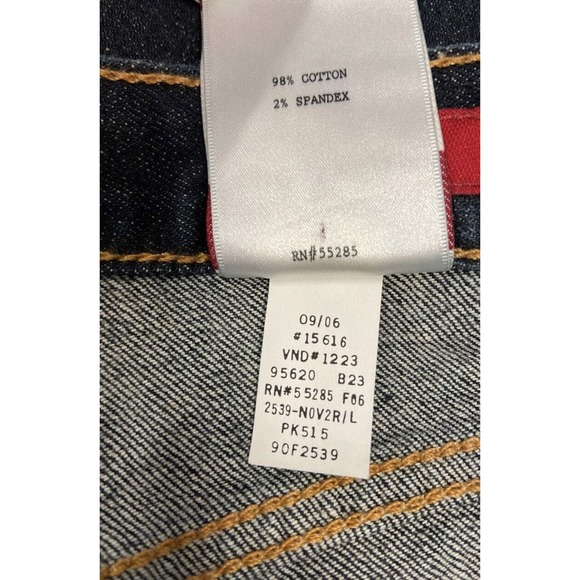 98% COTTON
2% SPANDEX
RN#55285
09/06
#15616
VND#1223
95620 B23
RN#55285 F06
2539-NOV2R/L
PK515
90F2539